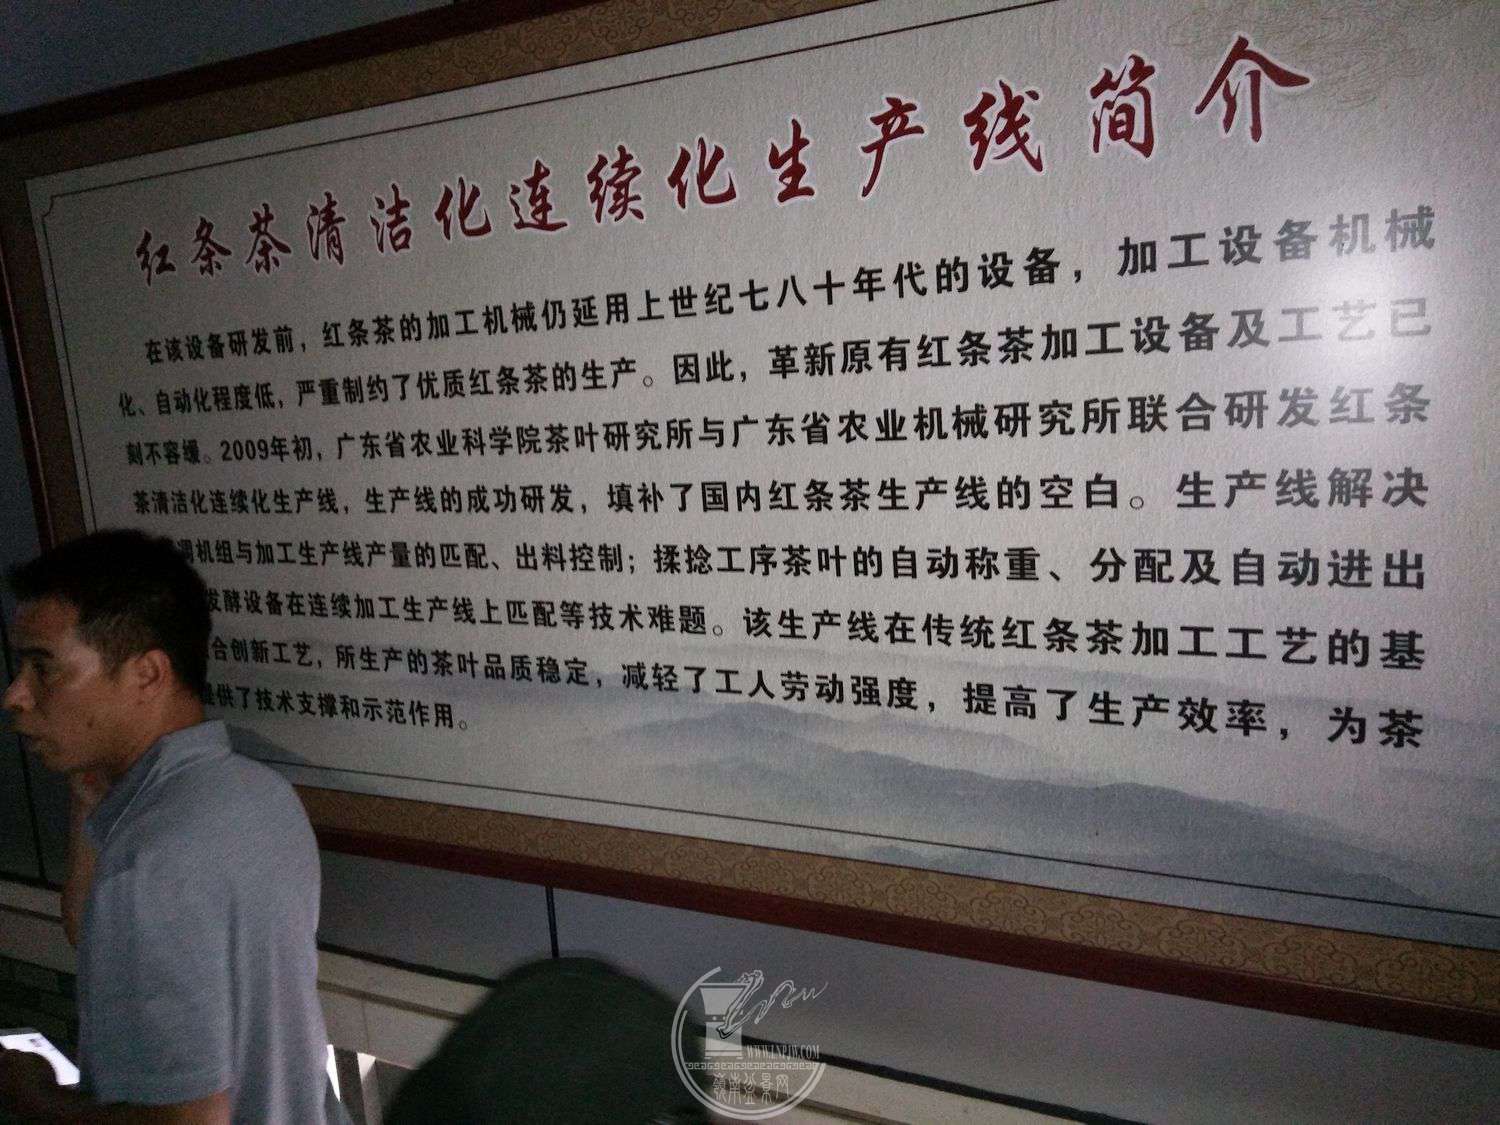 红条茶清洁化连续化生产线简介
在该设备研发前，红条茶的加工机械仍延用上世纪七八十年代的设备，加工设备机械
化、自动化程度低，严重制约了优质红条茶的生产。因此，革新原有红条茶加工设备及工艺已
刻不容缓。2009年初，广东省农业科学院茶叶研究所与广东省农业机械研究所联合研发红条
茶清洁化连续化生产线，生产线的成功研发，填补了国内红条茶生产线的空白。生产线解决
调机组与加工生产线产量的匹配、出料控制；揉捻工序茶叶的自动称重、分配及自动进出
发酵设备在连续加工生产线上匹配等技术难题。该生产线在传统红条茶加工工艺的基
合创新工艺，所生产的茶叶品质稳定，减轻了工人劳动强度，提高了生产效率，为茶
提供了技术支撑和示范作用。
WWW.LNPJW.COM
嶺南盆景网